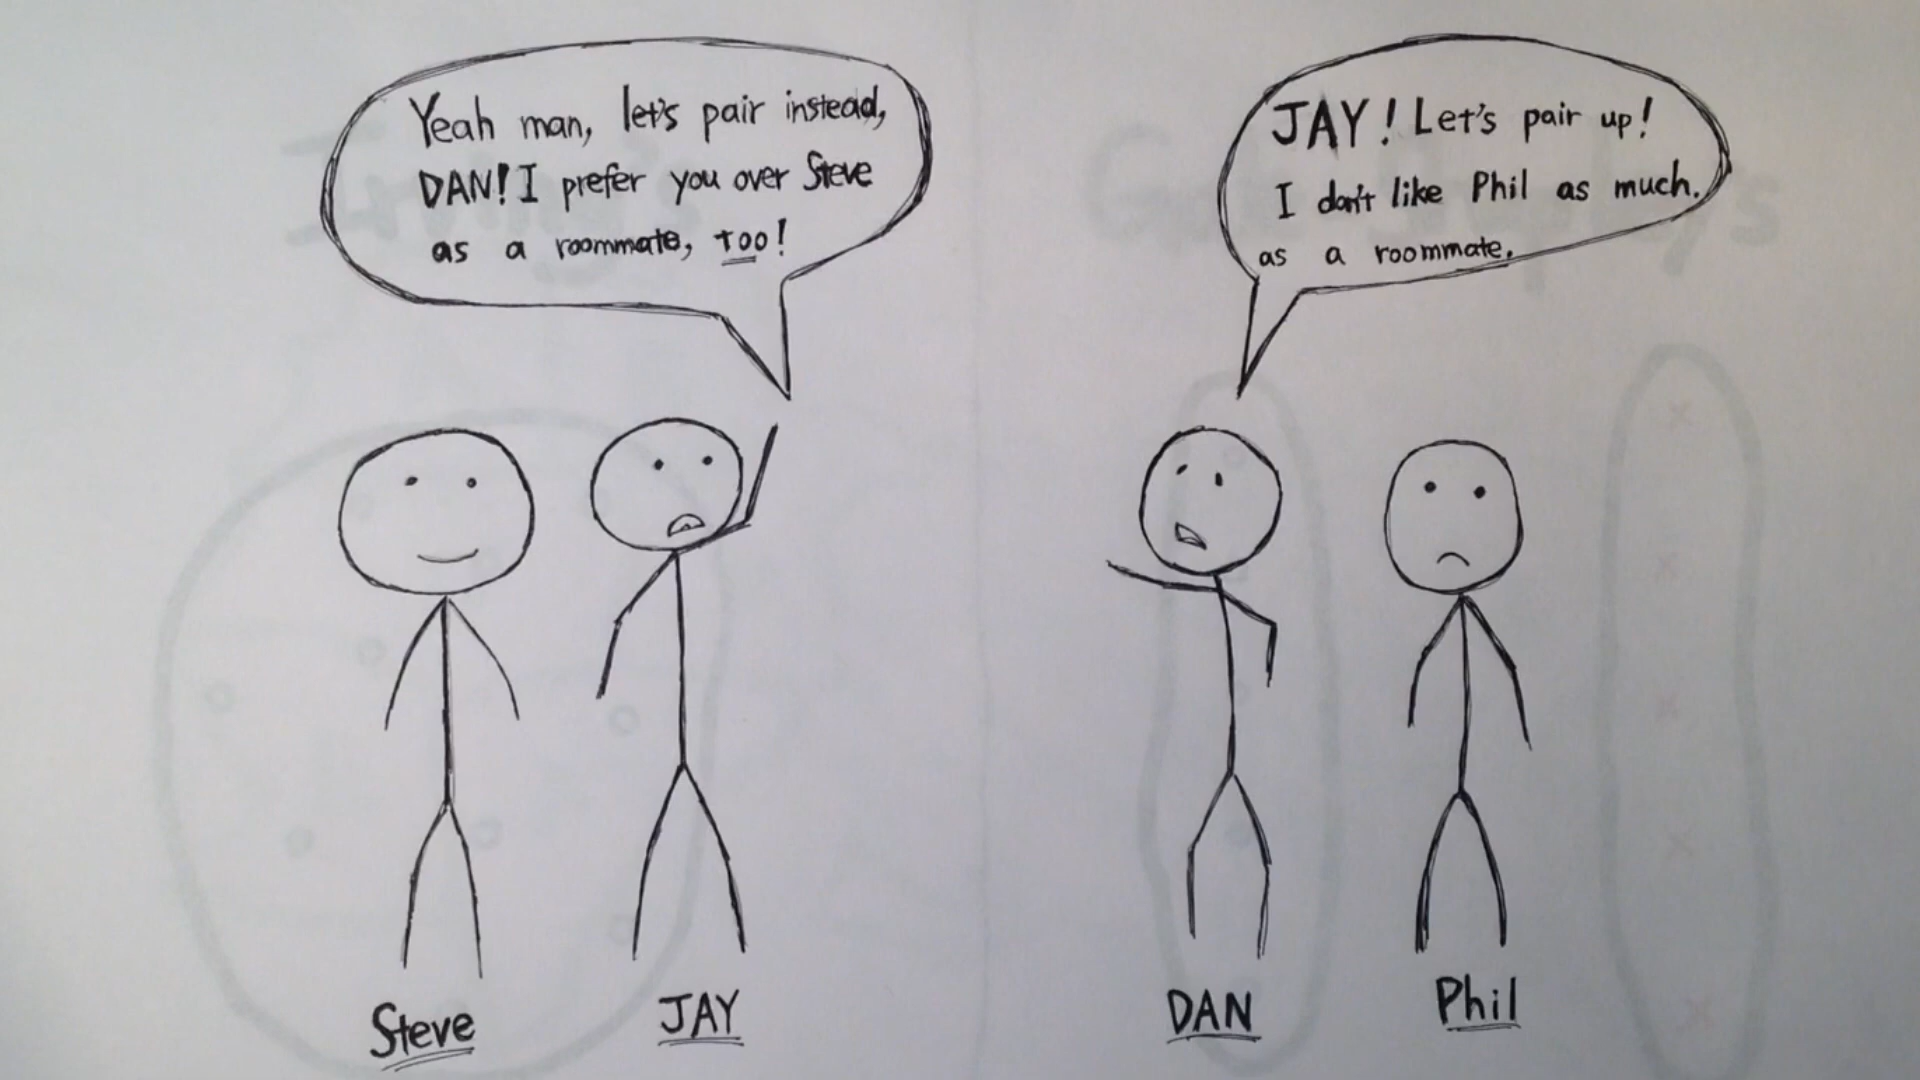 Yeah man, let's pair instead,
DAN! I prefer you over Steve
as a roommate, too!
JAY! Let's pair up!
I don't like Phil as much.
as a roommate.
Steve
JAY
DAN
Phil